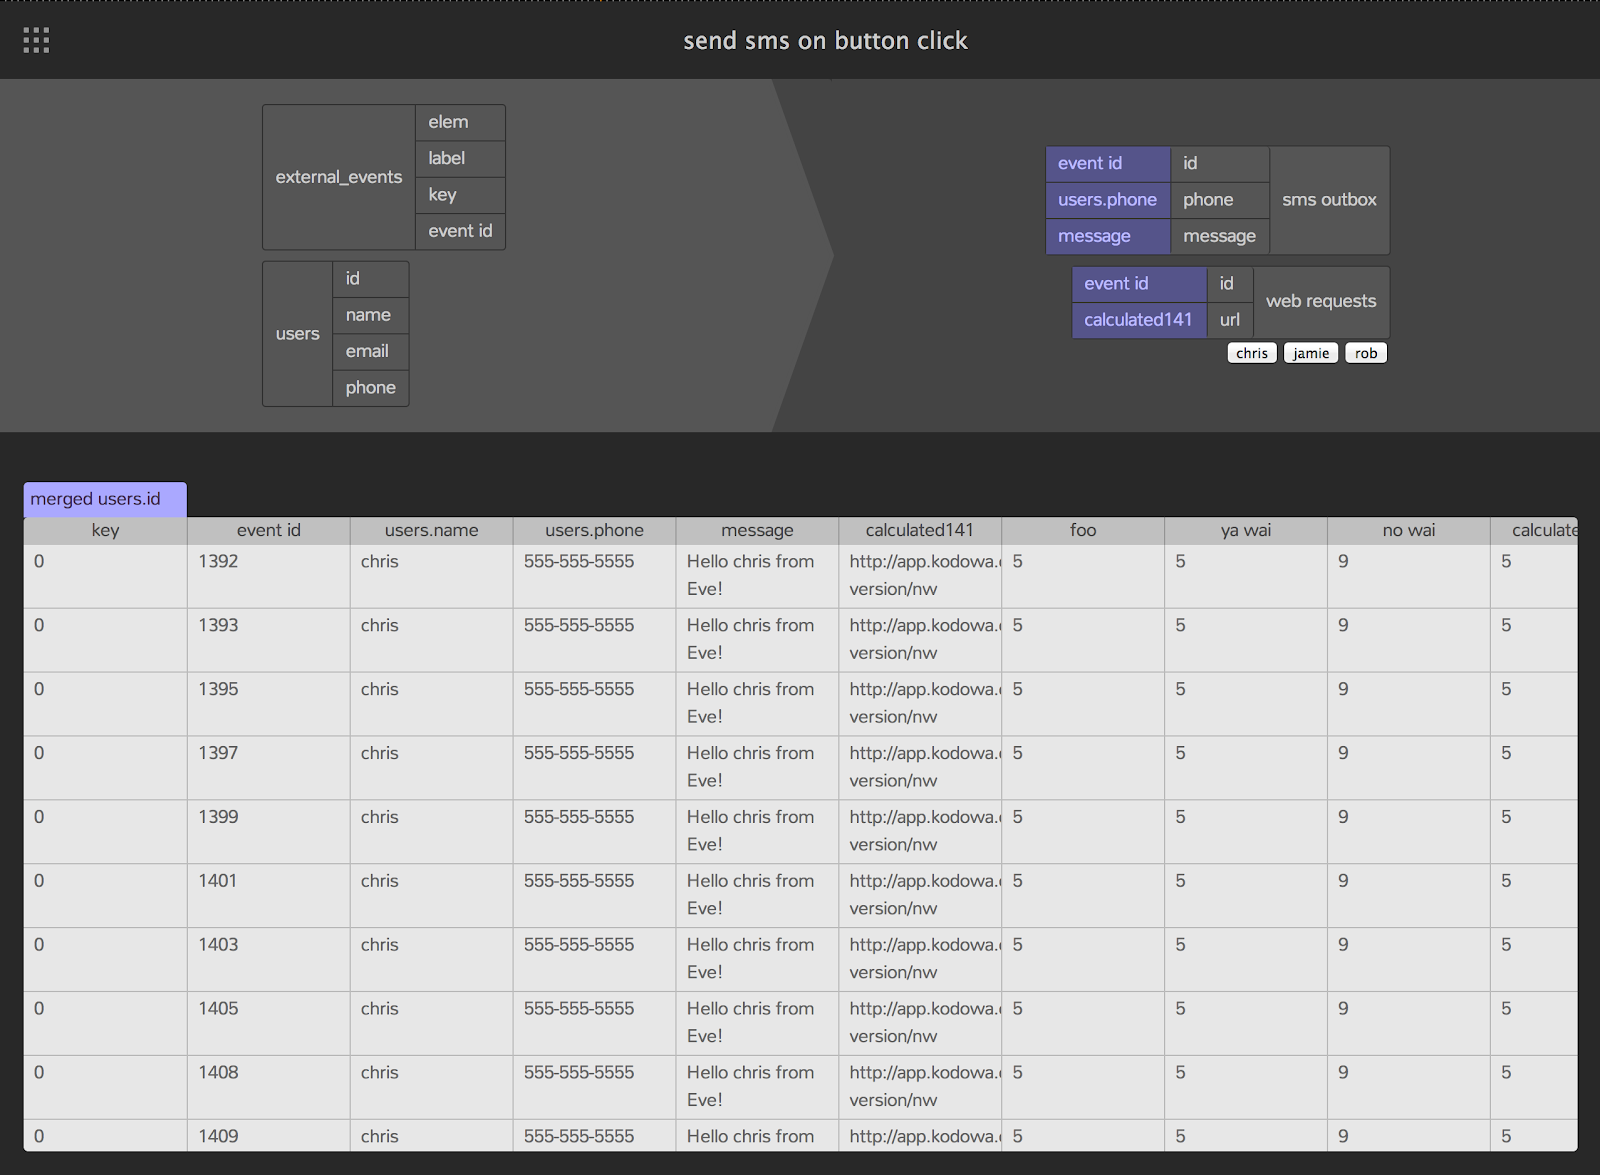 send sms on button click
external_events
elem
label
key
event id
users
id
name
email
phone
event id id
users.phone phone
message message
sms outbox
event id id
calculated141 url
web requests
chris jamie rob
merged users.id
key event id users.name users.phone message calculated141 foo ya wai no wai calculate
0 1392 chris 555-555-5555 Hello chris from http://app.kodowa. 5 5 9 5
Eve! version/nw
0 1393 chris 555-555-5555 Hello chris from http://app.kodowa. 5 5 9 5
Eve! version/nw
0 1395 chris 555-555-5555 Hello chris from http://app.kodowa. 5 5 9 5
Eve! version/nw
0 1397 chris 555-555-5555 Hello chris from http://app.kodowa. 5 5 9 5
Eve! version/nw
0 1399 chris 555-555-5555 Hello chris from http://app.kodowa. 5 5 9 5
Eve! version/nw
0 1401 chris 555-555-5555 Hello chris from http://app.kodowa. 5 5 9 5
Eve! version/nw
0 1403 chris 555-555-5555 Hello chris from http://app.kodowa. 5 5 9 5
Eve! version/nw
0 1405 chris 555-555-5555 Hello chris from http://app.kodowa. 5 5 9 5
Eve! version/nw
0 1408 chris 555-555-5555 Hello chris from http://app.kodowa. 5 5 9 5
Eve! version/nw
0 1409 chris 555-555-5555 Hello chris from http://app.kodowa. 5 5 9 5